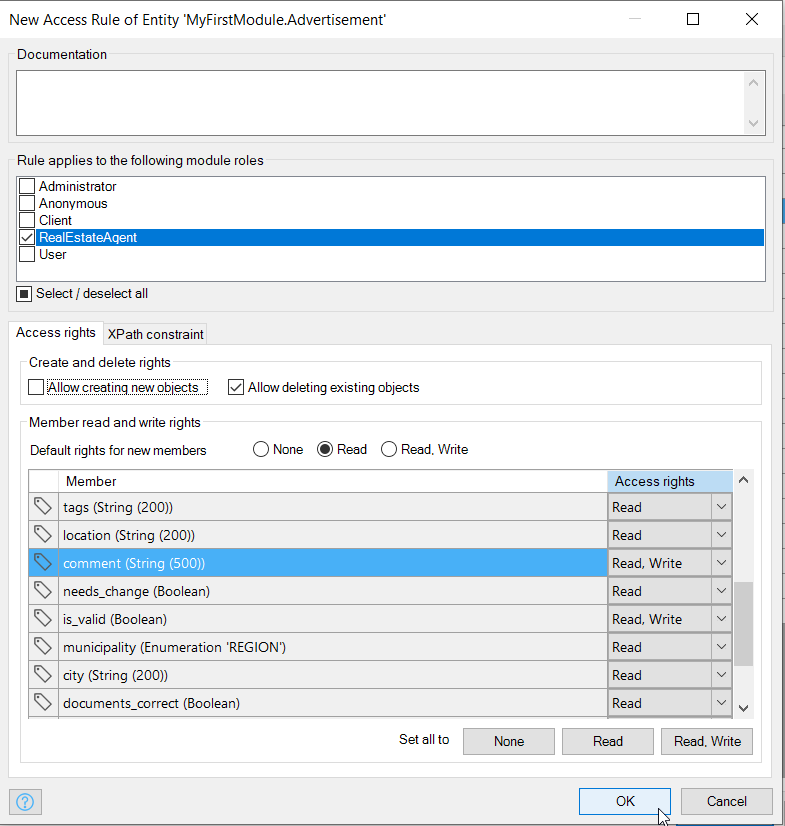 New Access Rule of Entity 'MyFirstModule.Advertisement'
Documentation
Rule applies to the following module roles
Administrator
Anonymous
Client
RealEstateAgent
User
Select / deselect all
Access rights XPath constraint
Create and delete rights
Allow creating new objects Allow deleting existing objects
Member read and write rights
Default rights for new members None Read Read, Write
Member Access rights
tags (String (200)) Read
location (String (200)) Read
comment (String (500)) Read, Write
needs_change (Boolean) Read
is_valid (Boolean) Read, Write
municipality (Enumeration 'REGION') Read
city (String (200)) Read
documents_correct (Boolean) Read
Set all to None Read Read, Write
? OK Cancel